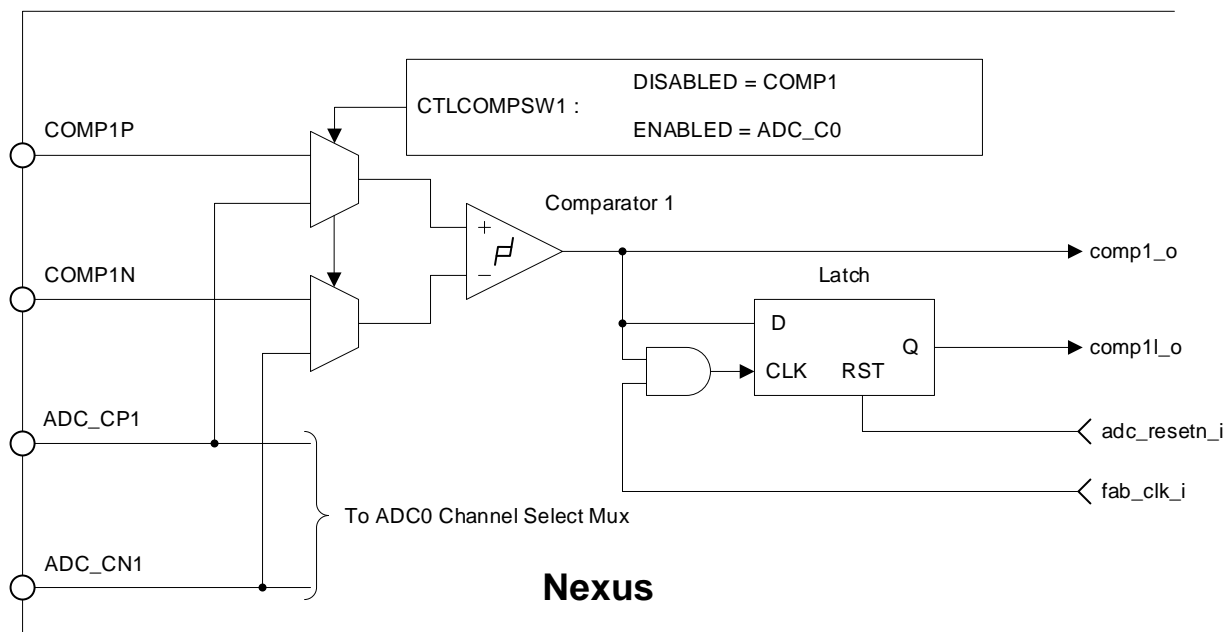 DISABLED = COMP1
CTLCOMPSW1 :
ENABLED = ADC_C0
COMP1P
Comparator 1
+
−
comp1_o
COMP1N
Latch
D
Q
comp1l_o
CLK
RST
ADC_CP1
adc_resetn_i
fab_clk_i
To ADC0 Channel Select Mux
ADC_CN1
Nexus